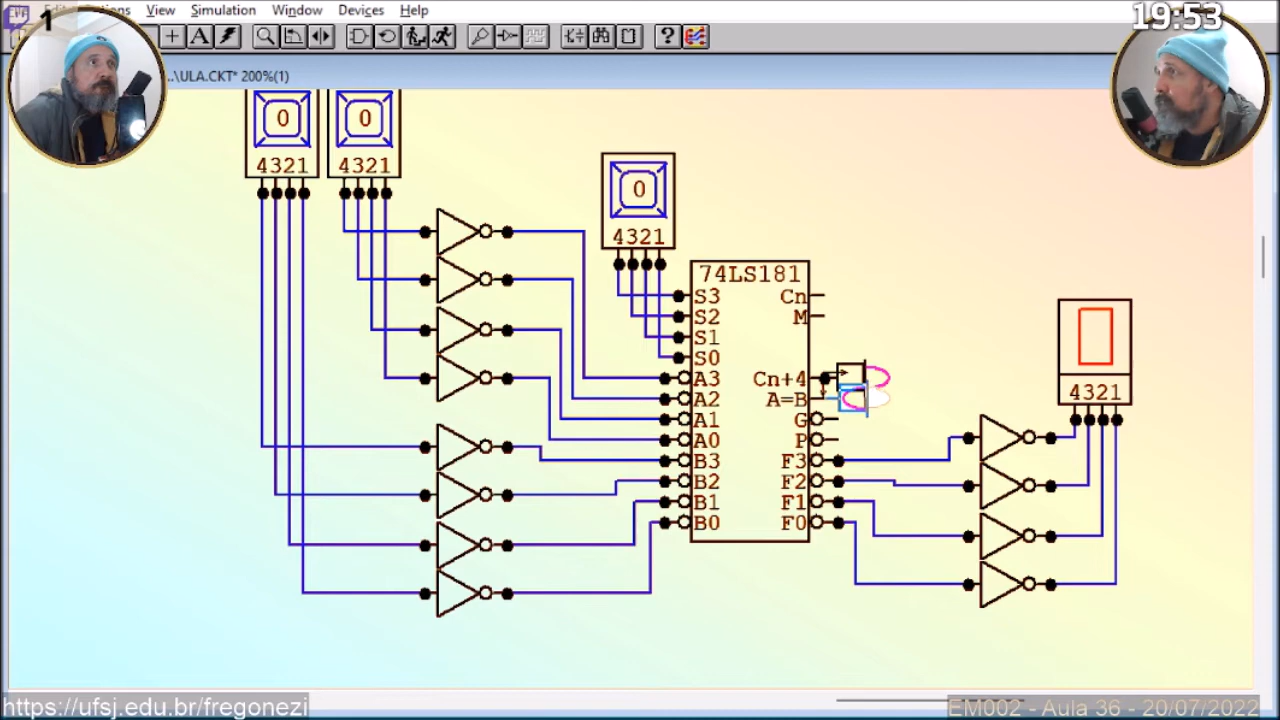 1
View Simulation Window Devices Help
19:53
A
?
..\ULA.CKT* 200%(1)
0 0
4321 4321
0
4321
74LS181
S3 Cn
S2 M
S1
S0
A3 Cn+4
A2 A=B
A1 G
A0 P
B3 F3
B2 F2
B1 F1
B0 F0
0
4321
https://ufsj.edu.br/fregonezi
EM002 - Aula 36 - 20/07/2022